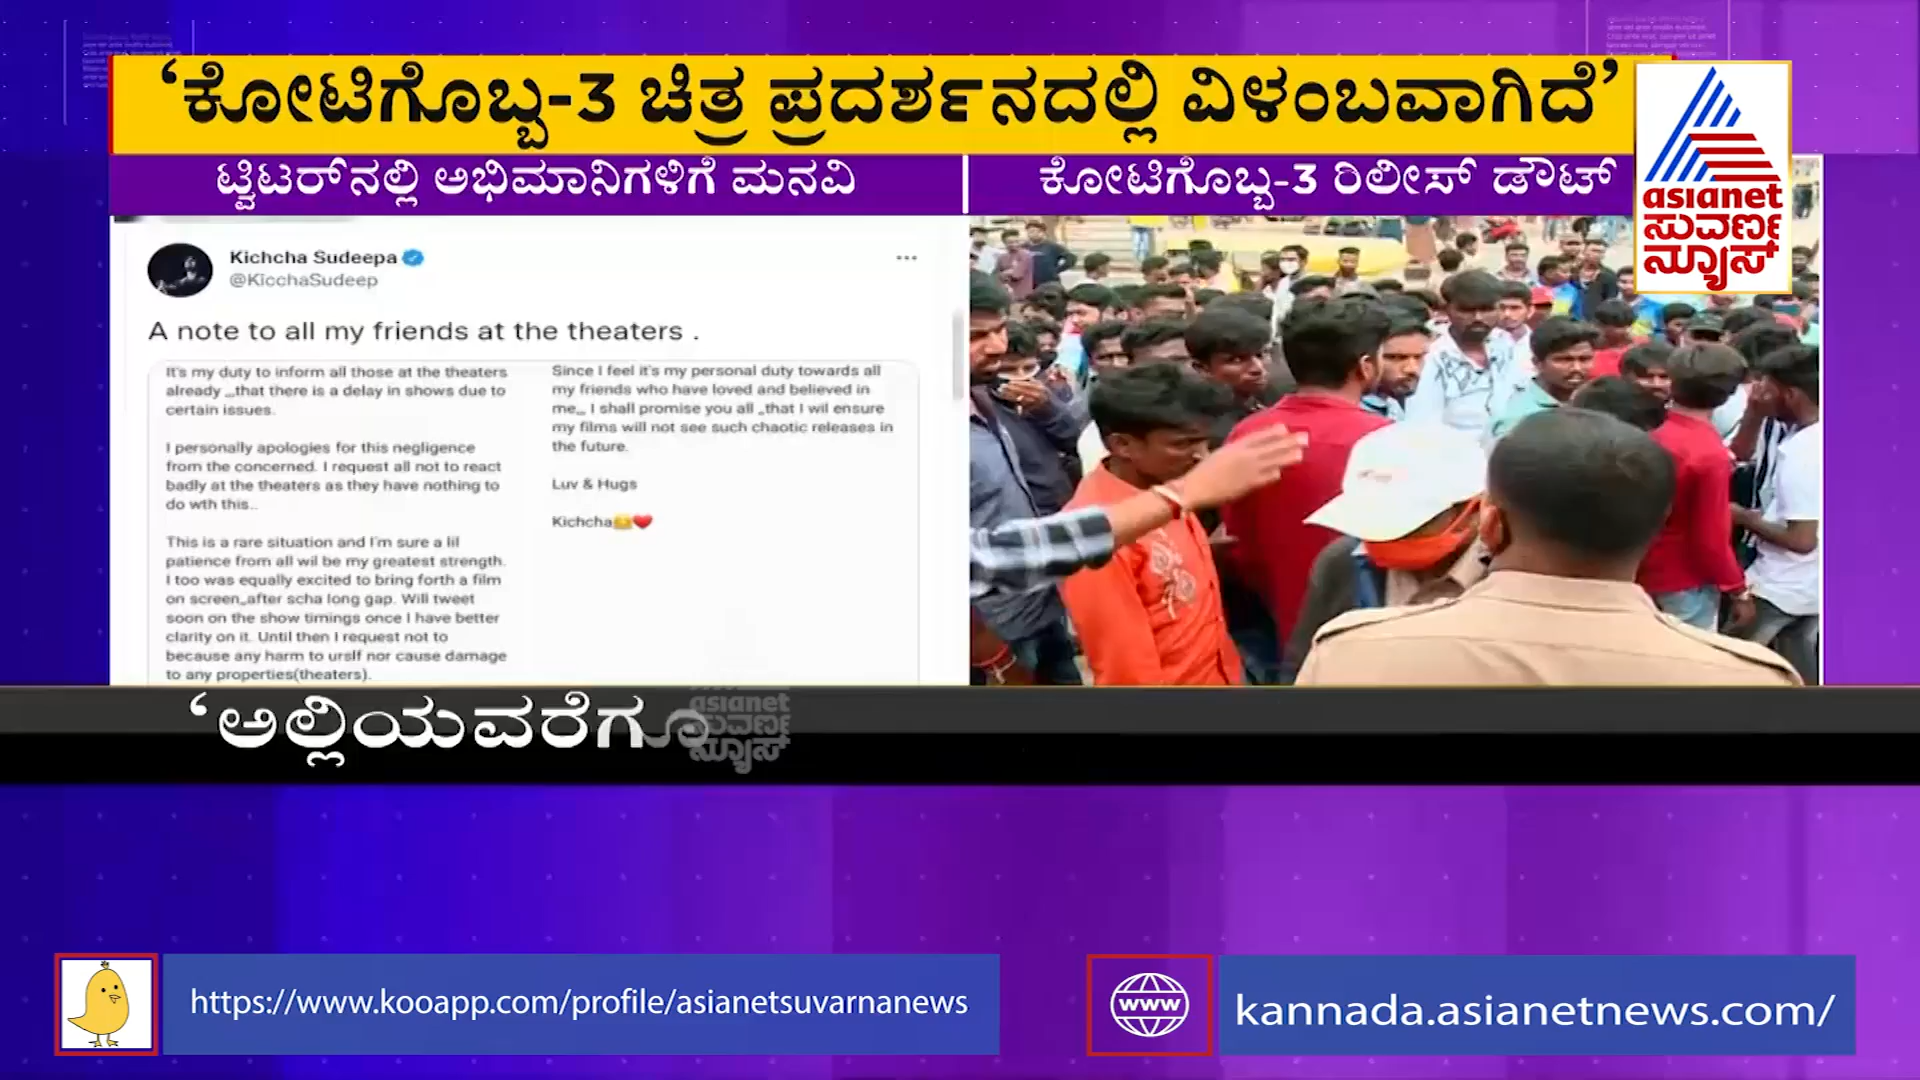 ‘ಕೋಟಿಗೊಬ್ಬ-3 ಚಿತ್ರ ಪ್ರದರ್ಶನದಲ್ಲಿ ವಿಳಂಬವಾಗಿದೆ’
ಟ್ವಿಟರ್‌ನಲ್ಲಿ ಅಭಿಮಾನಿಗಳಿಗೆ ಮನವಿ
ಕೋಟಿಗೊಬ್ಬ-3 ರಿಲೀಸ್ ಡೌಟ್
asianet
ಸುವರ್ಣ
ನ್ಯೂಸ್
Kichcha Sudeepa
@KicchaSudeep
A note to all my friends at the theaters .
It's my duty to inform all those at the theaters
already ,,,that there is a delay in shows due to
certain issues.
I personally apologies for this negligence
from the concerned. I request all not to react
badly at the theaters as they have nothing to
do wth this..
This is a rare situation and I'm sure a lil
patience from all wil be my greatest strength.
I too was equally excited to bring forth a film
on screen,,after scha long gap. Will tweet
soon on the show timings once I have better
clarity on it. Until then I request not to
because any harm to urslf nor cause damage
to any properties(theaters).
Since I feel it's my personal duty towards all
my friends who have loved and believed in
me,,, I shall promise you all ,,that I wil ensure
my films will not see such chaotic releases in
the future.
Luv & Hugs
Kichcha🤗❤️
‘ಅಲ್ಲಿಯವರೆಗೂ
asianet
ಸುವರ್ಣ
ನ್ಯೂಸ್
https://www.kooapp.com/profile/asianetsuvarnanews
www
kannada.asianetnews.com/